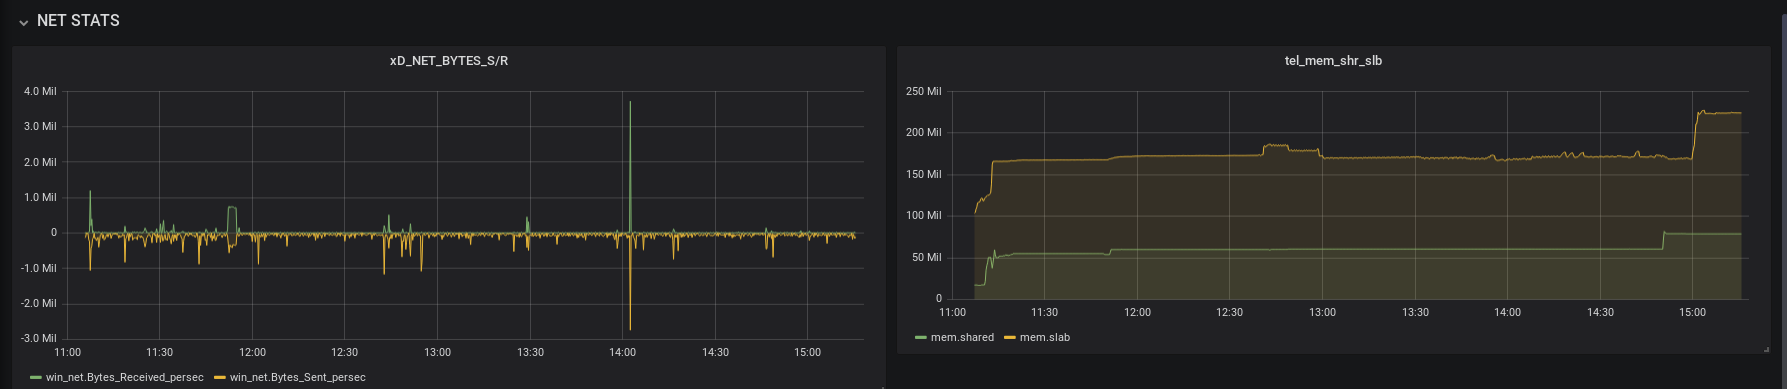 NET STATS
xD_NET_BYTES_S/R
4.0 Mil
3.0 Mil
2.0 Mil
1.0 Mil
0
-1.0 Mil
-2.0 Mil
-3.0 Mil
11:00 11:30 12:00 12:30 13:00 13:30 14:00 14:30 15:00
win_net.Bytes_Received_persec win_net.Bytes_Sent_persec
tel_mem_shr_slb
250 Mil
200 Mil
150 Mil
100 Mil
50 Mil
0
11:00 11:30 12:00 12:30 13:00 13:30 14:00 14:30 15:00
mem.shared mem.slab